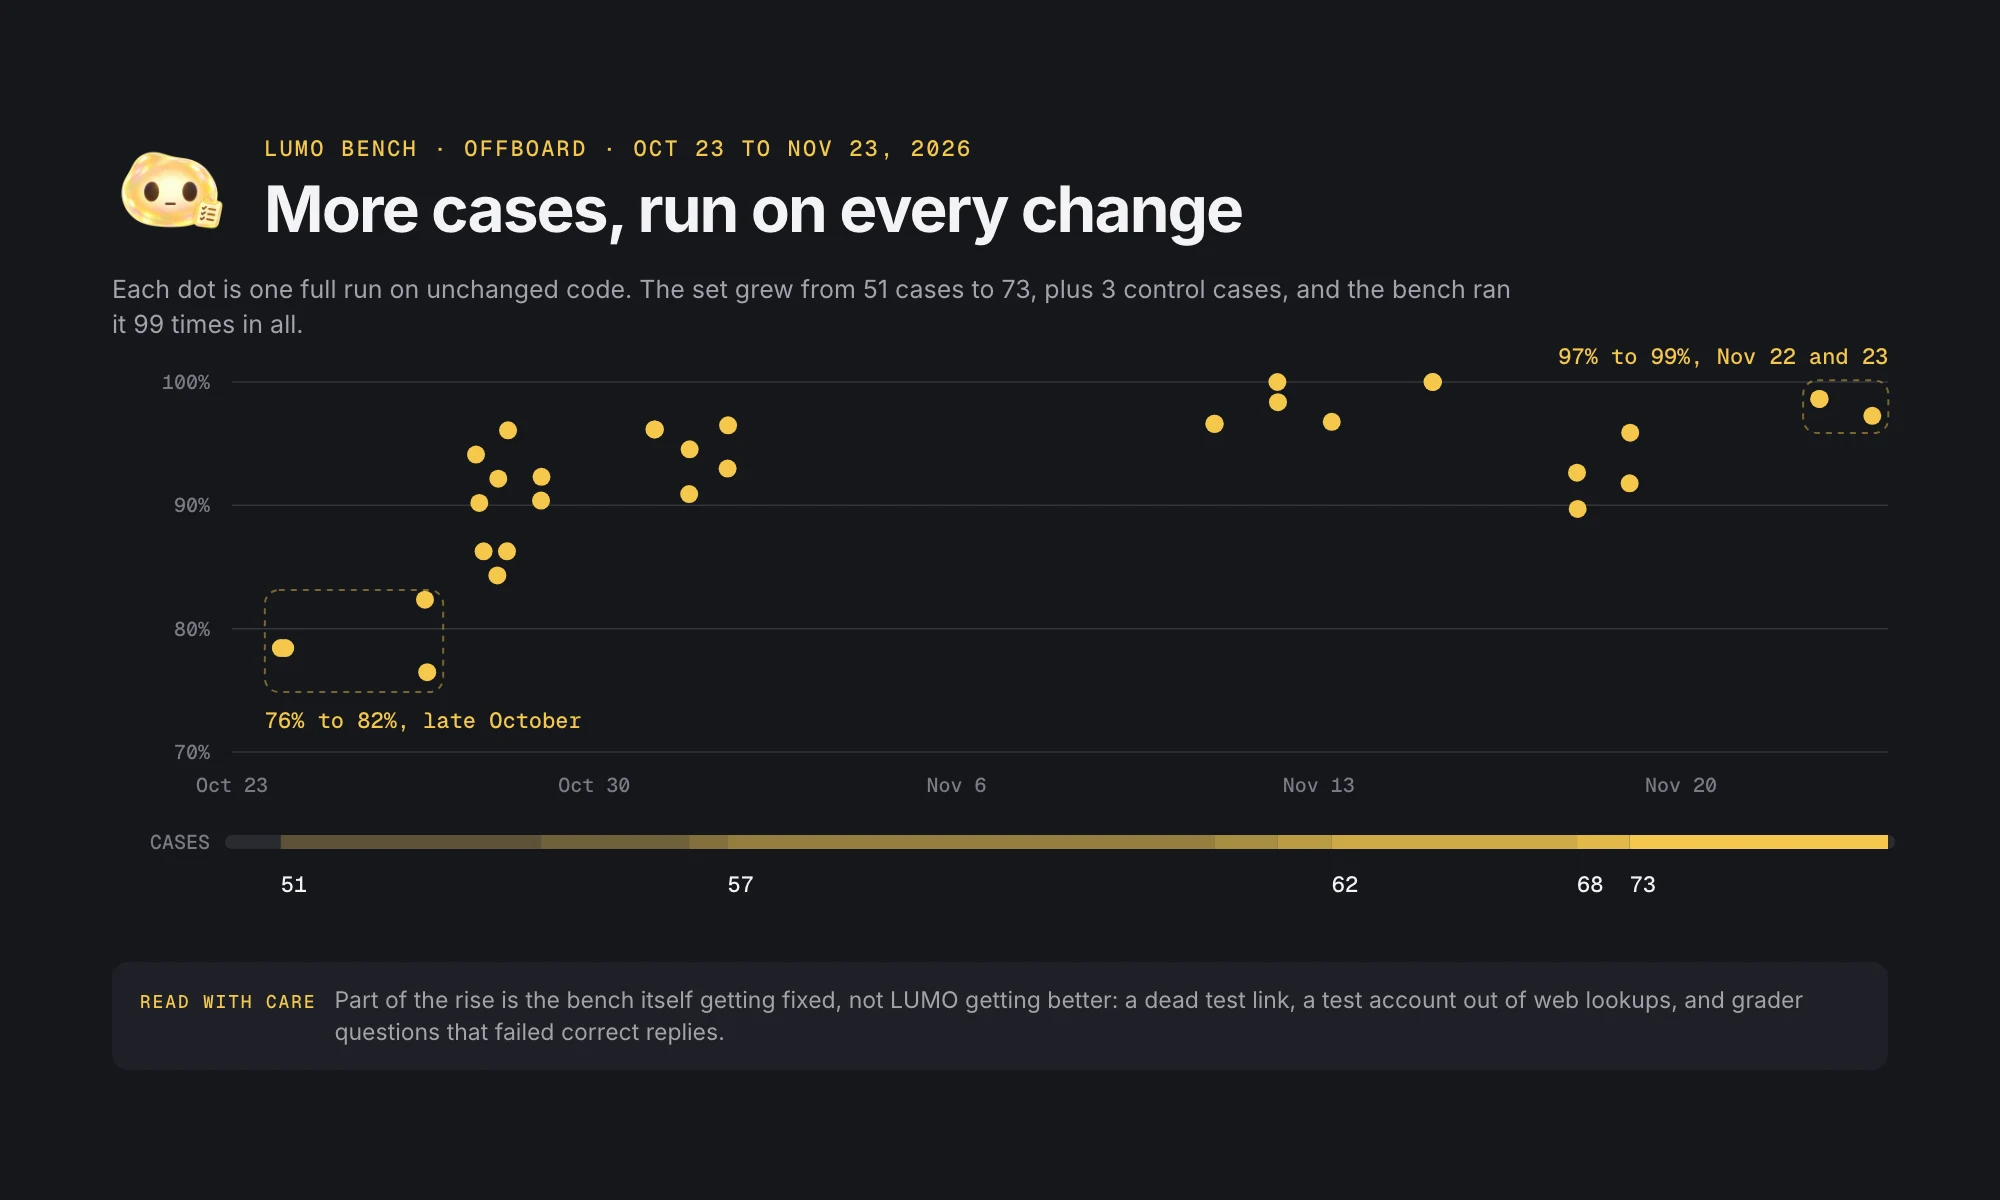 LUMO BENCH · OFFBOARD · OCT 23 TO NOV 23, 2026
More cases, run on every change
Each dot is one full run on unchanged code. The set grew from 51 cases to 73, plus 3 control cases, and the bench ran
it 99 times in all.
97% to 99%, Nov 22 and 23
100%
90%
80%
76% to 82%, late October
70%
Oct 23 Oct 30 Nov 6 Nov 13 Nov 20
CASES
51 57 62 68 73
READ WITH CARE Part of the rise is the bench itself getting fixed, not LUMO getting better: a dead test link, a test account out of web lookups, and grader
questions that failed correct replies.